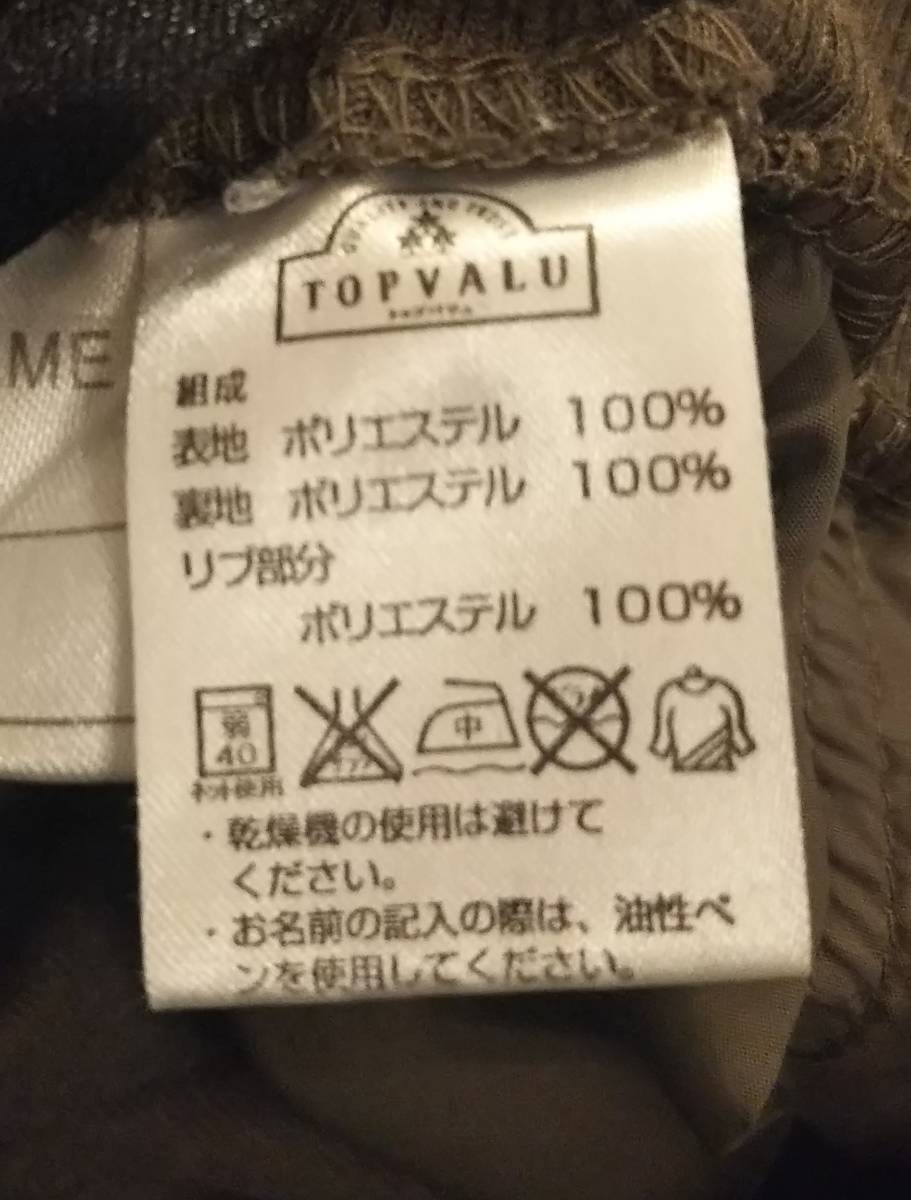 QUALITY AND
TOPVALU
トップバリュ
ME
組成
表地 ポリエステル 100%
裏地 ポリエステル 100%
リブ部分
ポリエステル 100%
弱
40
ネット使用
中
・乾燥機の使用は避けて
ください。
・お名前の記入の際は、油性ペ
ンを使用してください。